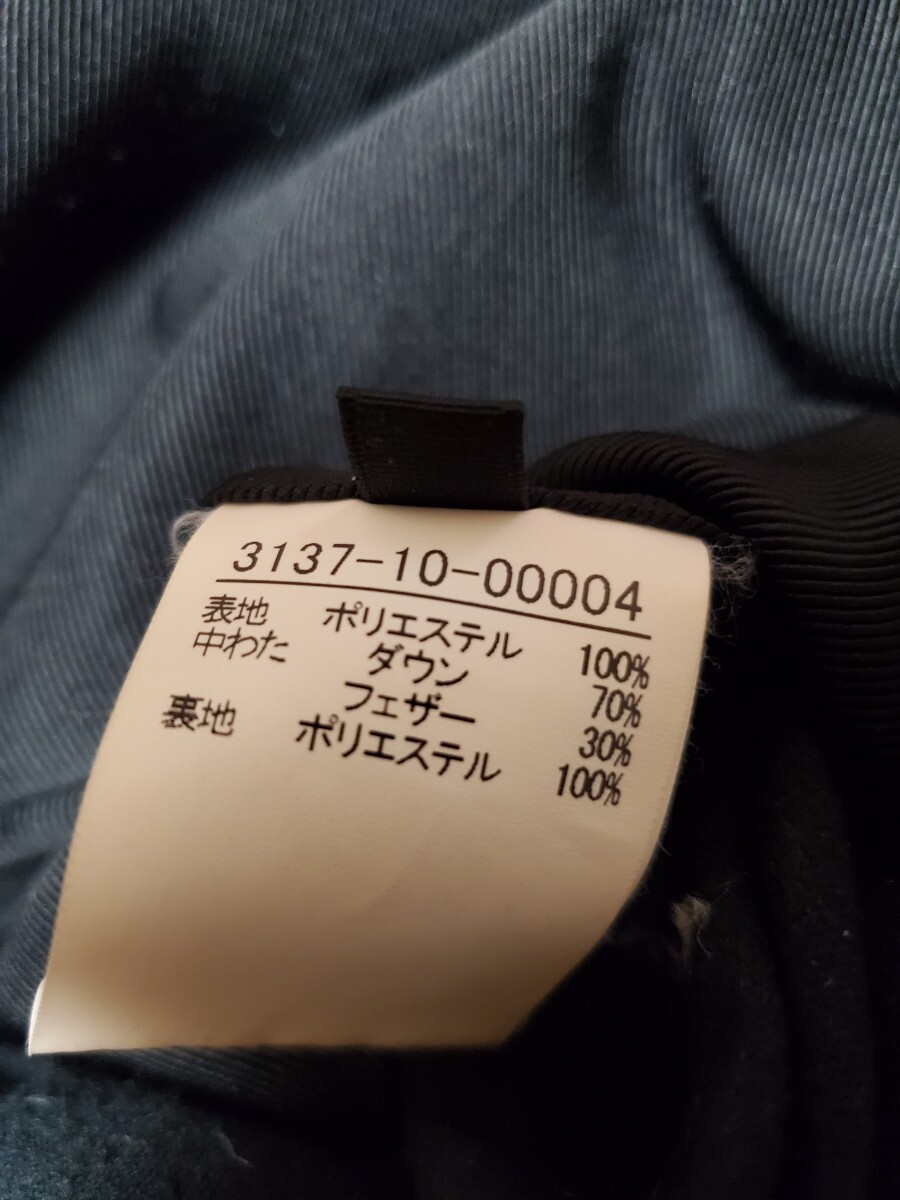 3137-10-00004
表地 ポリエステル 100%
中わた ダウン 70%
フェザー 30%
裏地 ポリエステル 100%